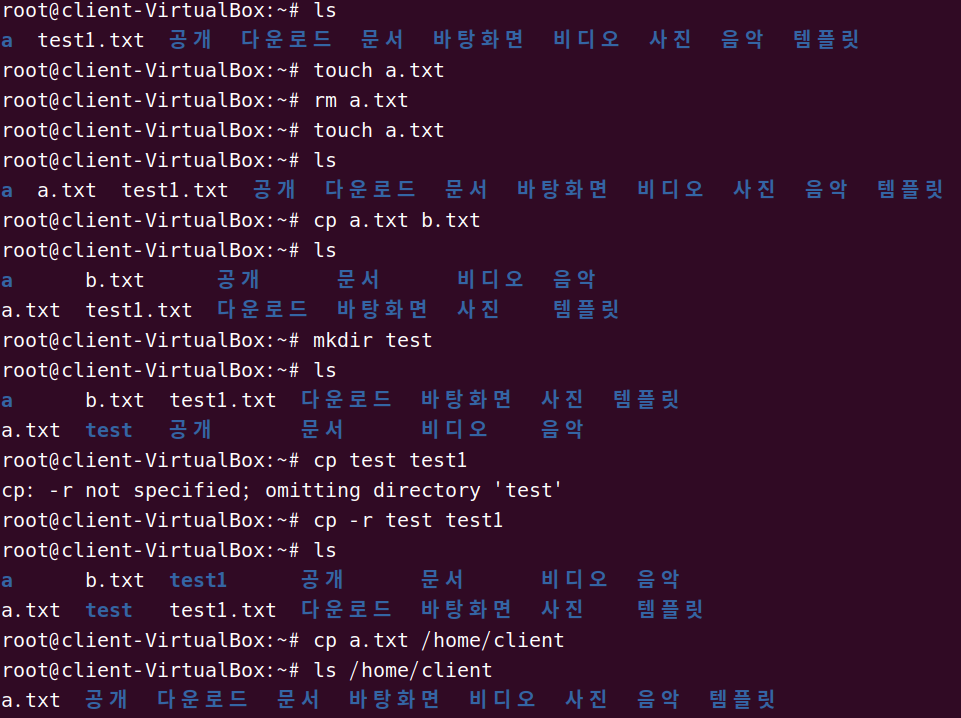 root@client-VirtualBox:~# ls
a  test1.txt  공개  다운로드  문서  바탕화면  비디오  사진  음악  템플릿
root@client-VirtualBox:~# touch a.txt
root@client-VirtualBox:~# rm a.txt
root@client-VirtualBox:~# touch a.txt
root@client-VirtualBox:~# ls
a  a.txt  test1.txt  공개  다운로드  문서  바탕화면  비디오  사진  음악  템플릿
root@client-VirtualBox:~# cp a.txt b.txt
root@client-VirtualBox:~# ls
a      b.txt      공개      문서      비디오  음악
a.txt  test1.txt  다운로드  바탕화면  사진    템플릿
root@client-VirtualBox:~# mkdir test
root@client-VirtualBox:~# ls
a      b.txt  test1.txt  다운로드  바탕화면  사진  템플릿
a.txt  test   공개       문서      비디오    음악
root@client-VirtualBox:~# cp test test1
cp: -r not specified; omitting directory 'test'
root@client-VirtualBox:~# cp -r test test1
root@client-VirtualBox:~# ls
a      b.txt  test1      공개      문서      비디오  음악
a.txt  test   test1.txt  다운로드  바탕화면  사진    템플릿
root@client-VirtualBox:~# cp a.txt /home/client
root@client-VirtualBox:~# ls /home/client
a.txt  공개  다운로드  문서  바탕화면  비디오  사진  음악  템플릿